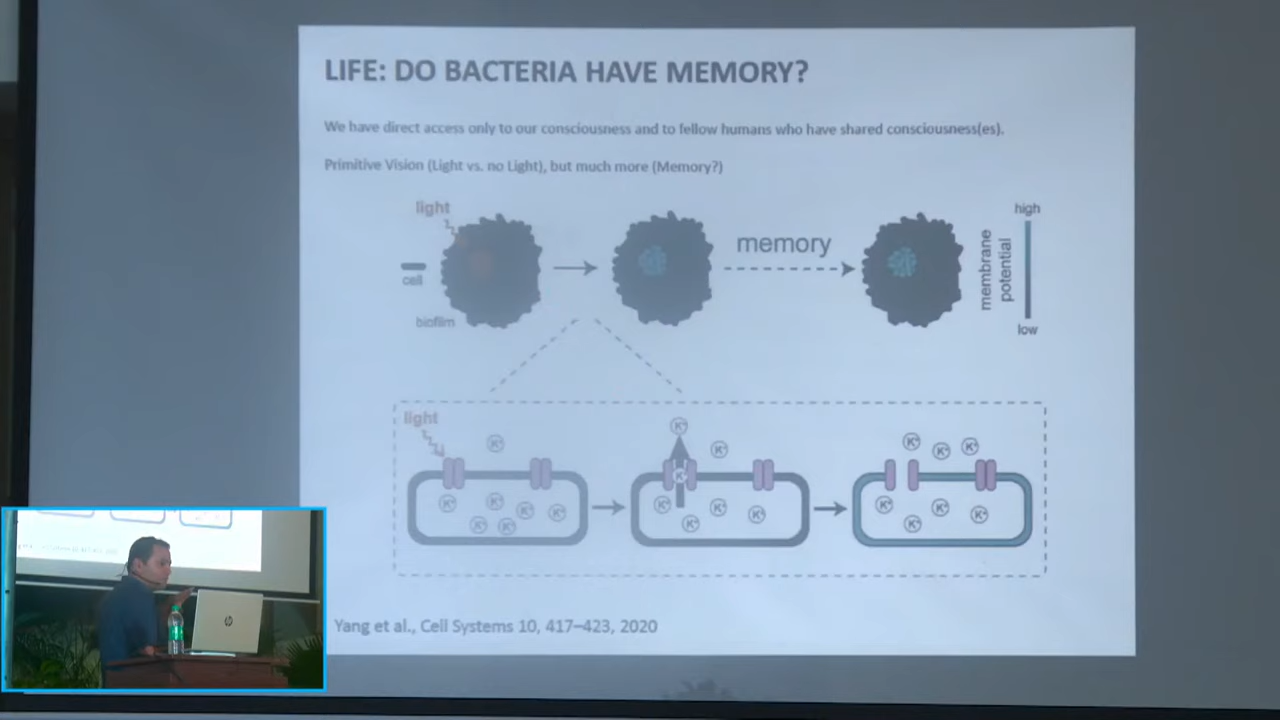 LIFE: DO BACTERIA HAVE MEMORY?
We have direct access only to our consciousness and to fellow humans who have shared consciousness(es).
Primitive Vision (Light vs. no Light), but much more (Memory?)
light
cell
biofilm
memory
high
membrane
potential
low
light
K⁺
K⁺ K⁺ K⁺ K⁺ K⁺ K⁺
K⁺ K⁺
K⁺
K⁺ K⁺ K⁺ K⁺
K⁺ K⁺ K⁺
K⁺ K⁺ K⁺ K⁺
Yang et al., Cell Systems 10, 417–423, 2020
hp